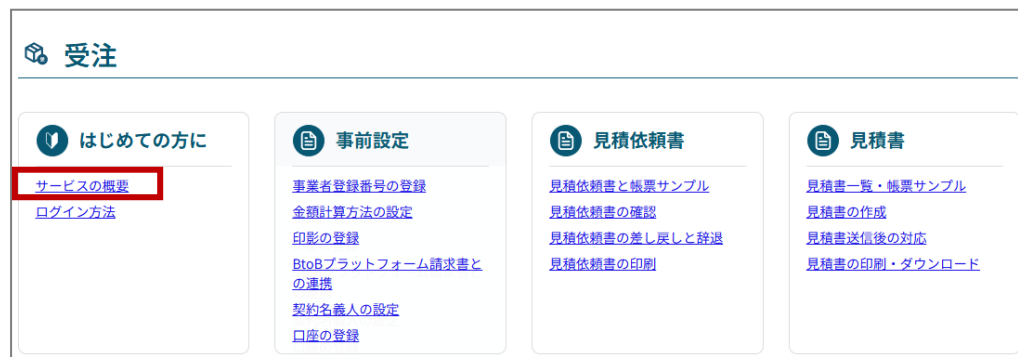 受注
はじめての方に
サービスの概要
ログイン方法
事前設定
事業者登録番号の登録
金額計算方法の設定
印影の登録
BtoBプラットフォーム請求書と
の連携
契約名義人の設定
口座の登録
見積依頼書
見積依頼書と帳票サンプル
見積依頼書の確認
見積依頼書の差し戻しと辞退
見積依頼書の印刷
見積書
見積書一覧・帳票サンプル
見積書の作成
見積書送信後の対応
見積書の印刷・ダウンロード